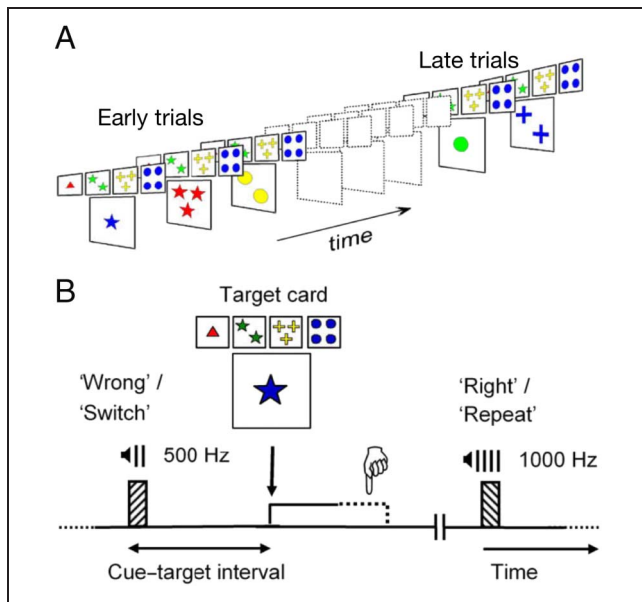 A
Late trials
Early trials
time
B
Target card
‘Wrong’ /
‘Switch’
‘Right’ /
‘Repeat’
500 Hz
1000 Hz
Cue–target interval
Time